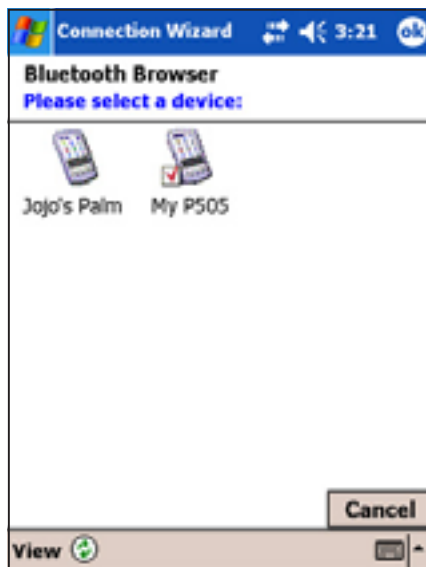 Connection Wizard 3:21 ok
Bluetooth Browser
Please select a device:
Jojo's Palm My P505
Cancel
View